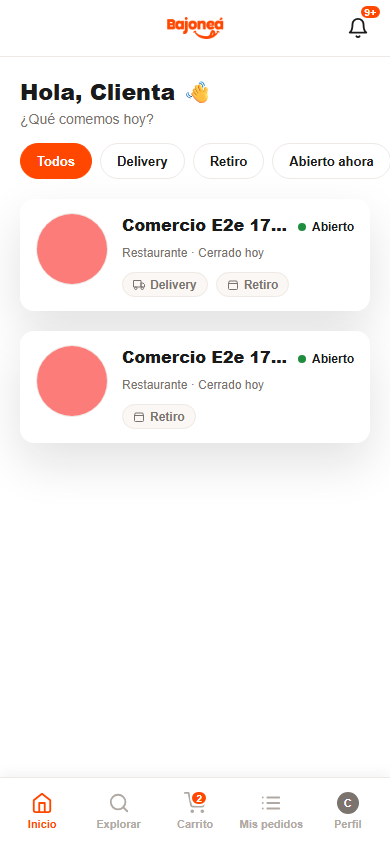 Bajoneá
9+
Hola, Clienta 👋
¿Qué comemos hoy?
Todos
Delivery
Retiro
Abierto ahora
Comercio E2e 17...
Abierto
Restaurante · Cerrado hoy
Delivery
Retiro
Comercio E2e 17...
Abierto
Restaurante · Cerrado hoy
Retiro
2
C
Inicio
Explorar
Carrito
Mis pedidos
Perfil